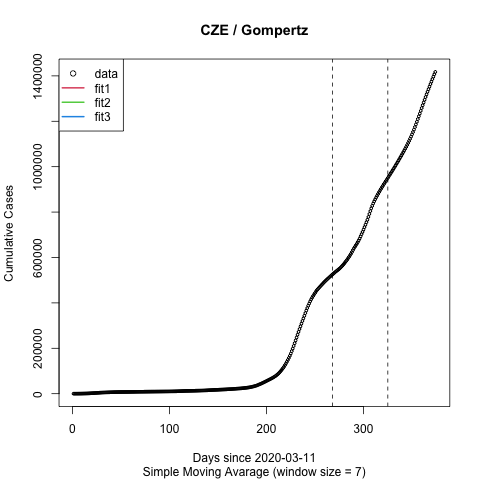 CZE / Gompertz
data
fit1
fit2
fit3
Cumulative Cases
0
200000
600000
1000000
1400000
0
100
200
300
Days since 2020-03-11
Simple Moving Avarage (window size = 7)